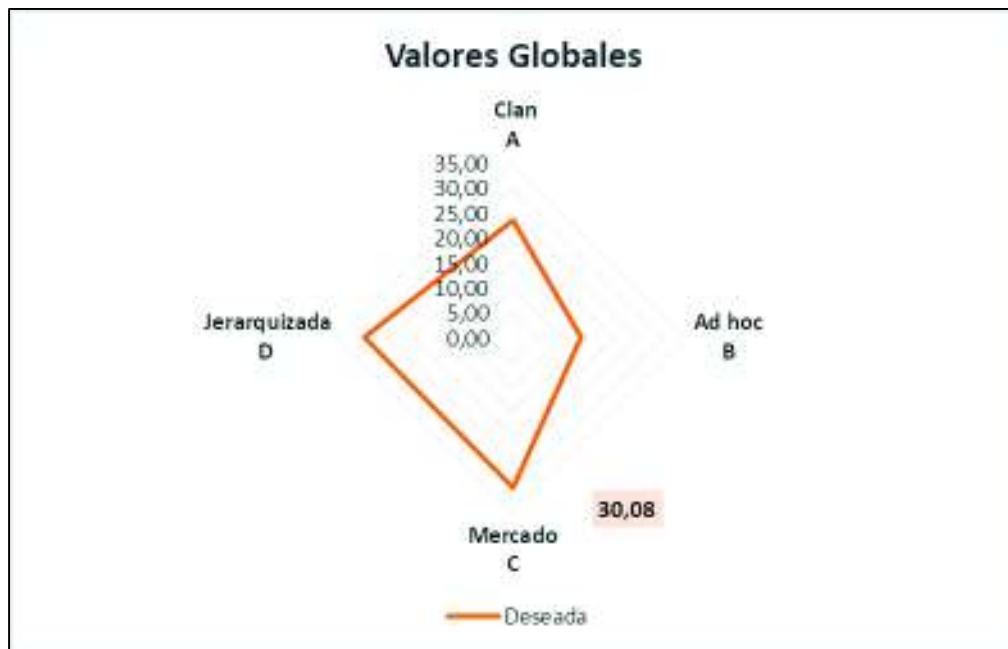 Valores Globales
Clan
A
35,00
30,00
25,00
20,00
15,00
10,00
5,00
0,00
Jerarquizada
D
Ad hoc
B
30,08
Mercado
C
Deseada